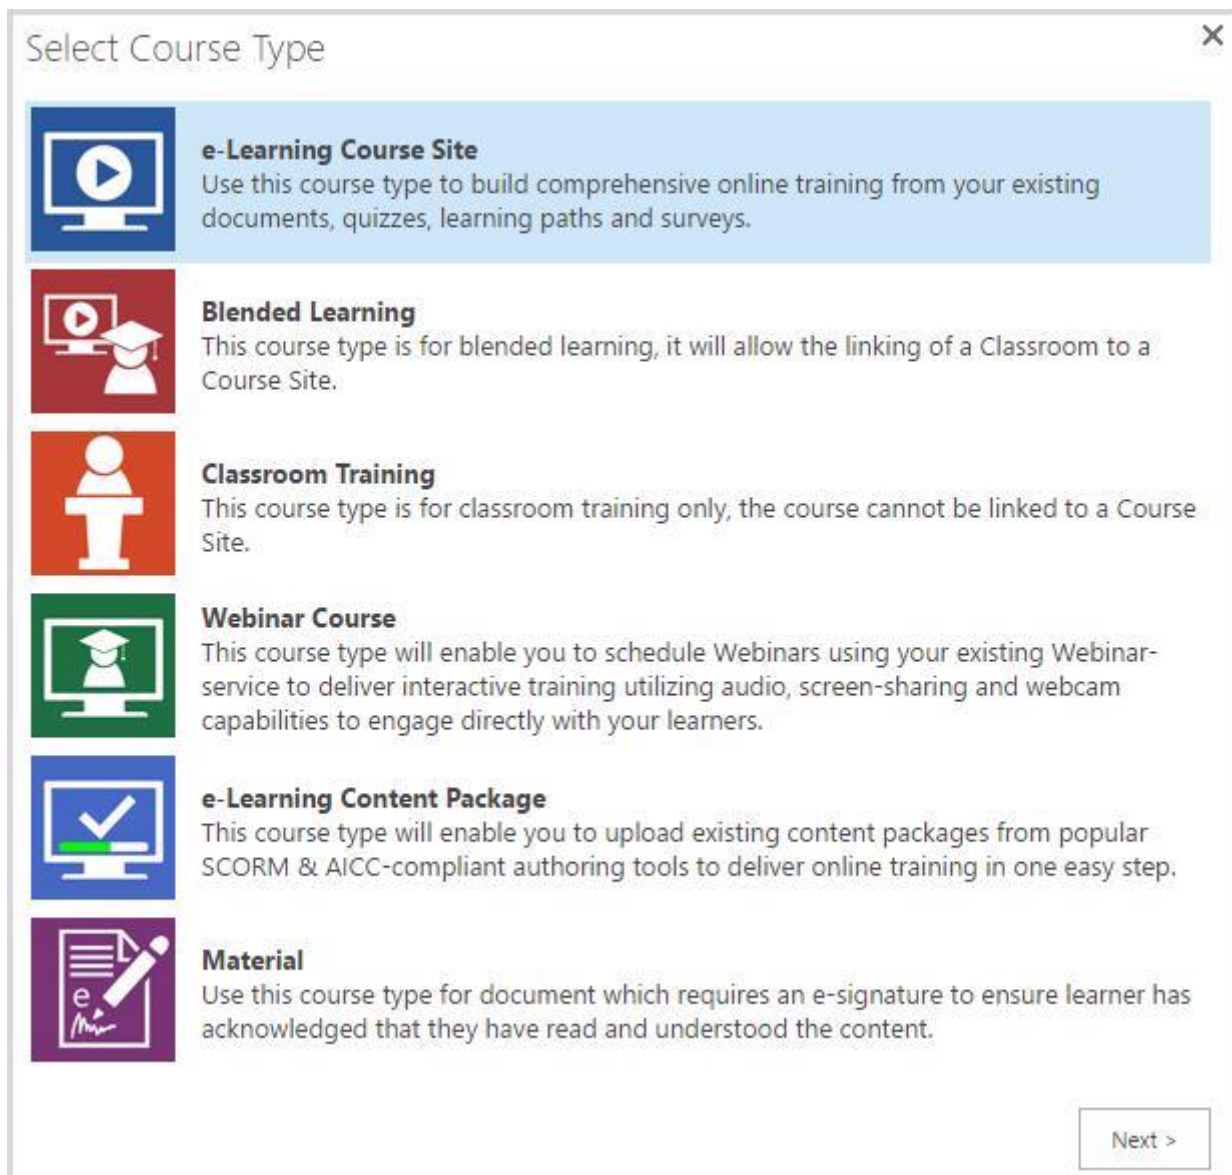 Select Course Type
e-Learning Course Site
Use this course type to build comprehensive online training from your existing
documents, quizzes, learning paths and surveys.
Blended Learning
This course type is for blended learning, it will allow the linking of a Classroom to a
Course Site.
Classroom Training
This course type is for classroom training only, the course cannot be linked to a Course
Site.
Webinar Course
This course type will enable you to schedule Webinars using your existing Webinar-
service to deliver interactive training utilizing audio, screen-sharing and webcam
capabilities to engage directly with your learners.
e-Learning Content Package
This course type will enable you to upload existing content packages from popular
SCORM & AICC-compliant authoring tools to deliver online training in one easy step.
e
Material
Use this course type for document which requires an e-signature to ensure learner has
acknowledged that they have read and understood the content.
Next >